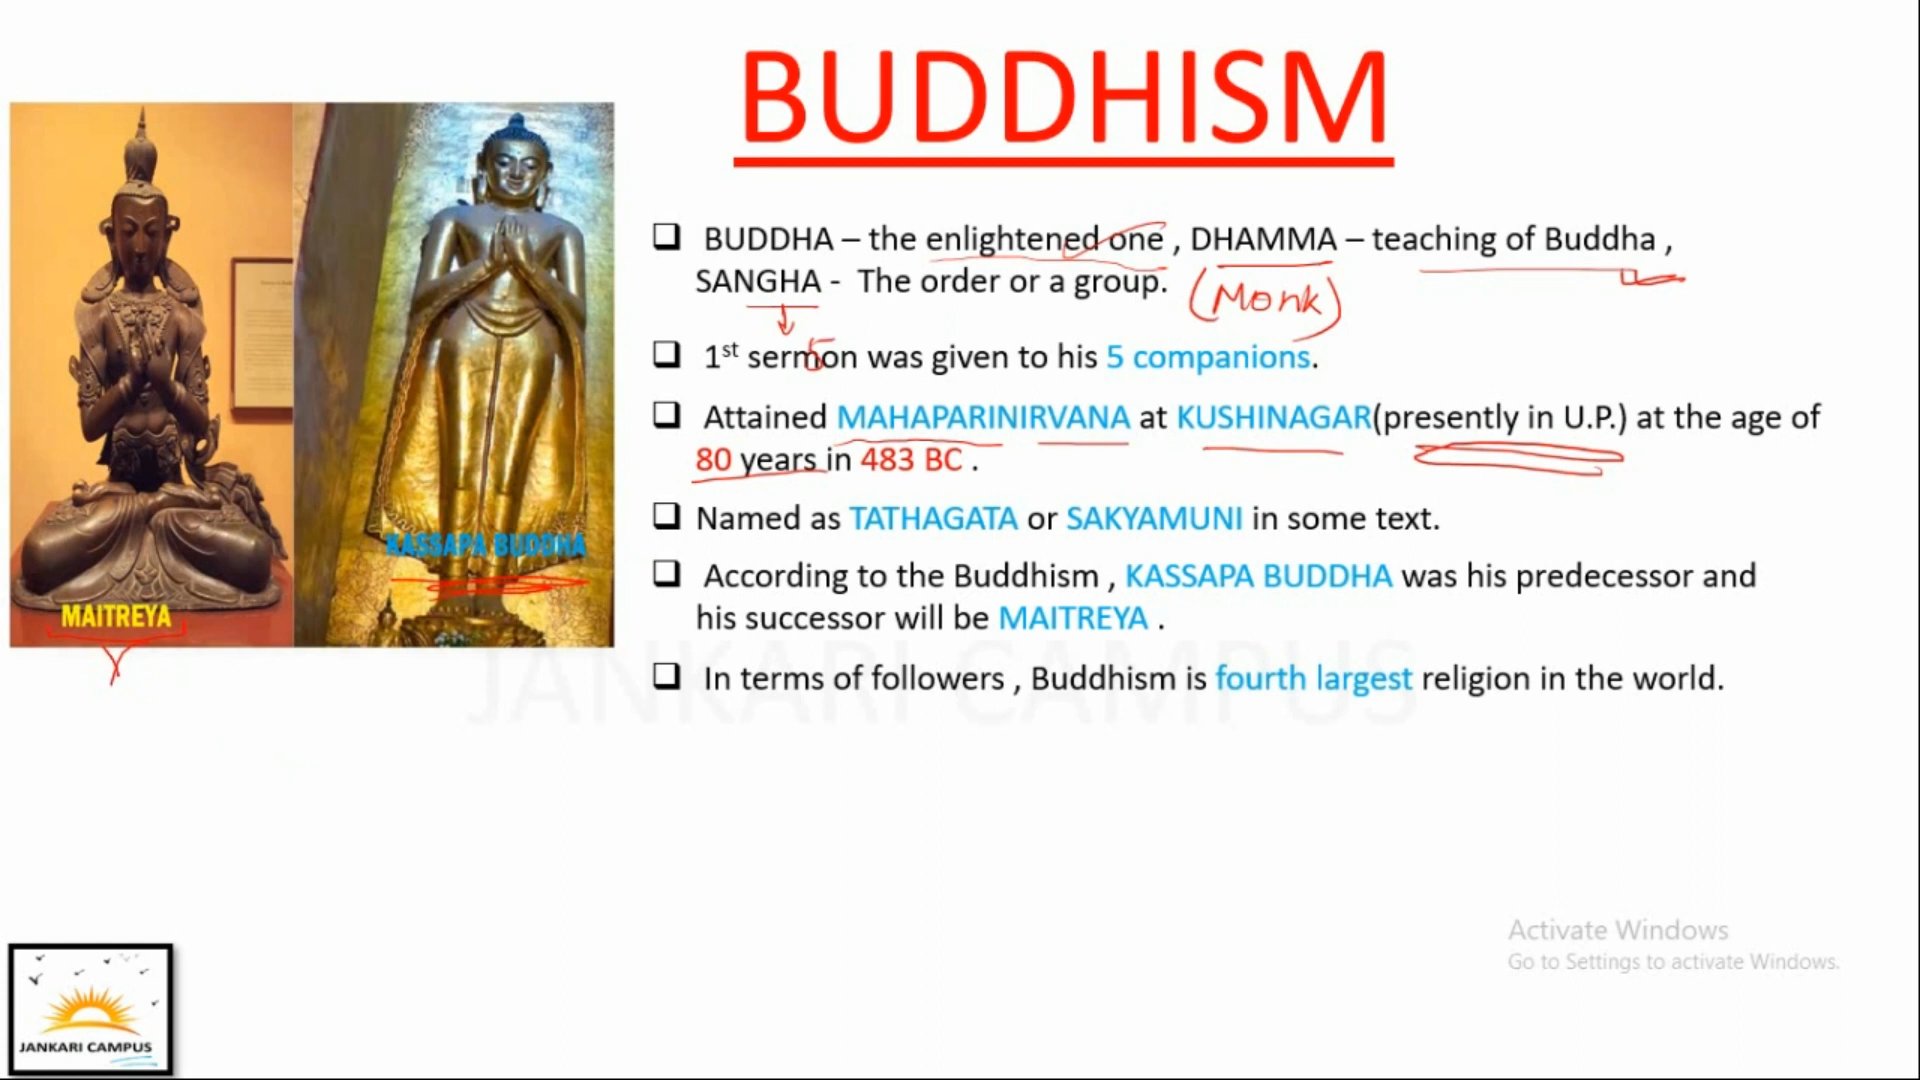 BUDDHISM
❑ BUDDHA – the enlightened one , DHAMMA – teaching of Buddha ,
SANGHA - The order or a group. (Monk)
5
❑ 1st sermon was given to his 5 companions.
❑ Attained MAHAPARINIRVANA at KUSHINAGAR(presently in U.P.) at the age of
80 years in 483 BC .
❑ Named as TATHAGATA or SAKYAMUNI in some text.
❑ According to the Buddhism , KASSAPA BUDDHA was his predecessor and
his successor will be MAITREYA .
❑ In terms of followers , Buddhism is fourth largest religion in the world.
KASSAPA BUDDHA
MAITREYA
JANKARI CAMPUS
Activate Windows
Go to Settings to activate Windows.
JANKARI CAMPUS